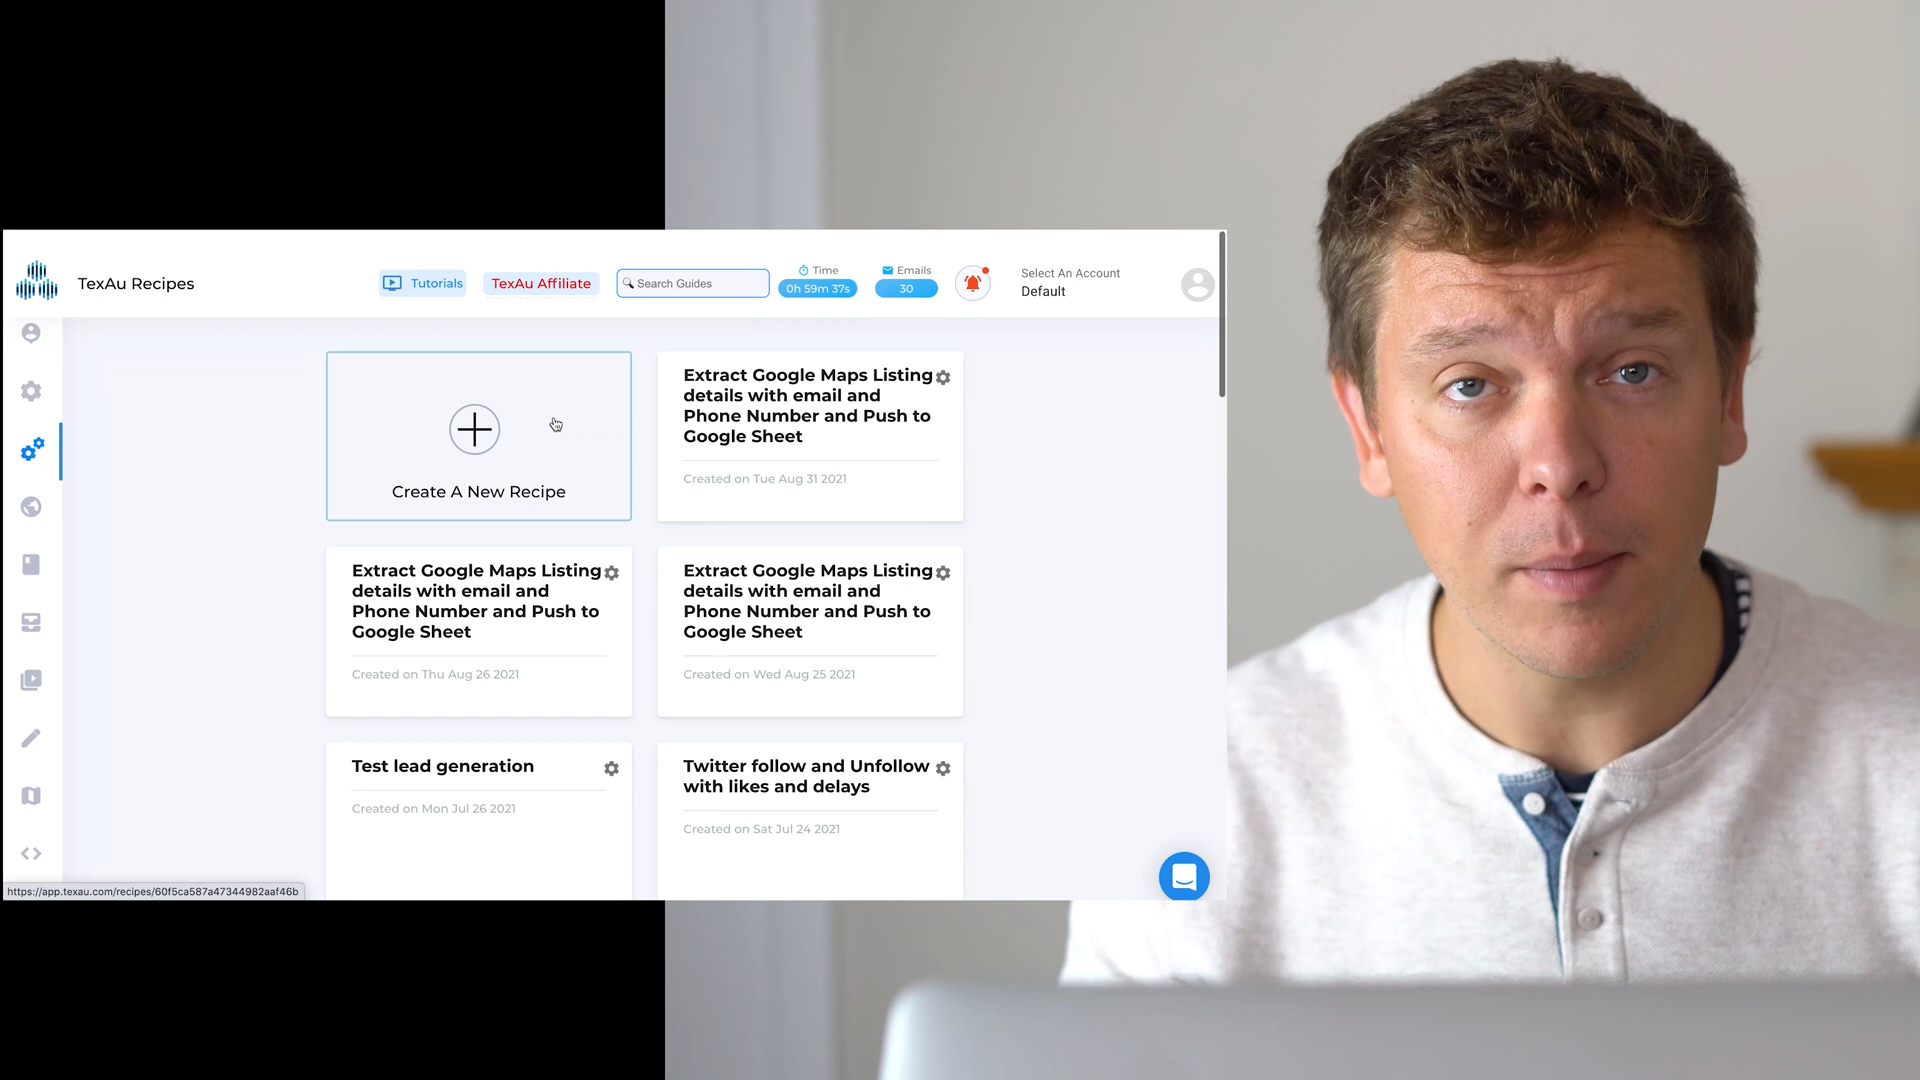 TexAu Recipes
Tutorials
TexAu Affiliate
Search Guides
Time
0h 59m 37s
Emails
30
Select An Account
Default
Create A New Recipe
Extract Google Maps Listing
details with email and
Phone Number and Push to
Google Sheet
Created on Tue Aug 31 2021
Extract Google Maps Listing
details with email and
Phone Number and Push to
Google Sheet
Created on Thu Aug 26 2021
Extract Google Maps Listing
details with email and
Phone Number and Push to
Google Sheet
Created on Wed Aug 25 2021
Test lead generation
Created on Mon Jul 26 2021
Twitter follow and Unfollow
with likes and delays
Created on Sat Jul 24 2021
https://app.texau.com/recipes/60f5ca587a47344982aaf46b